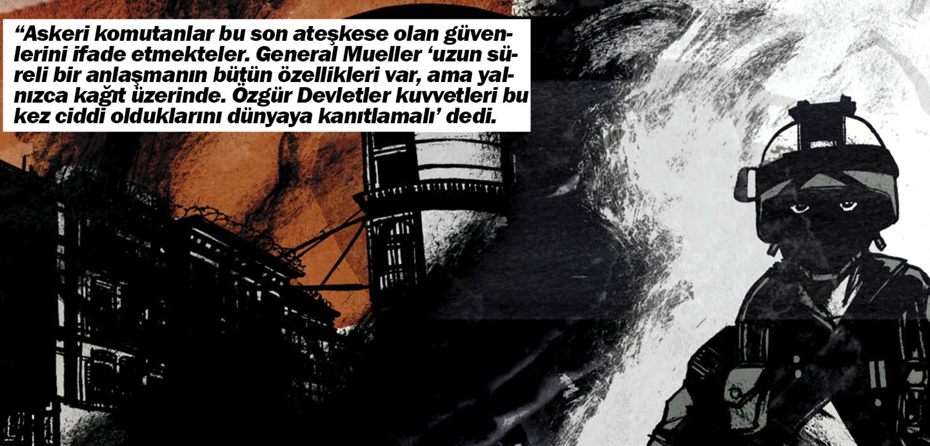 “Askeri komutanlar bu son ateşkese olan güven-
lerini ifade etmekteler. General Mueller ‘uzun sü-
reli bir anlaşmanın bütün özellikleri var, ama yal-
nızca kağıt üzerinde. Özgür Devletler kuvvetleri bu
kez ciddi olduklarını dünyaya kanıtlamalı’ dedi.